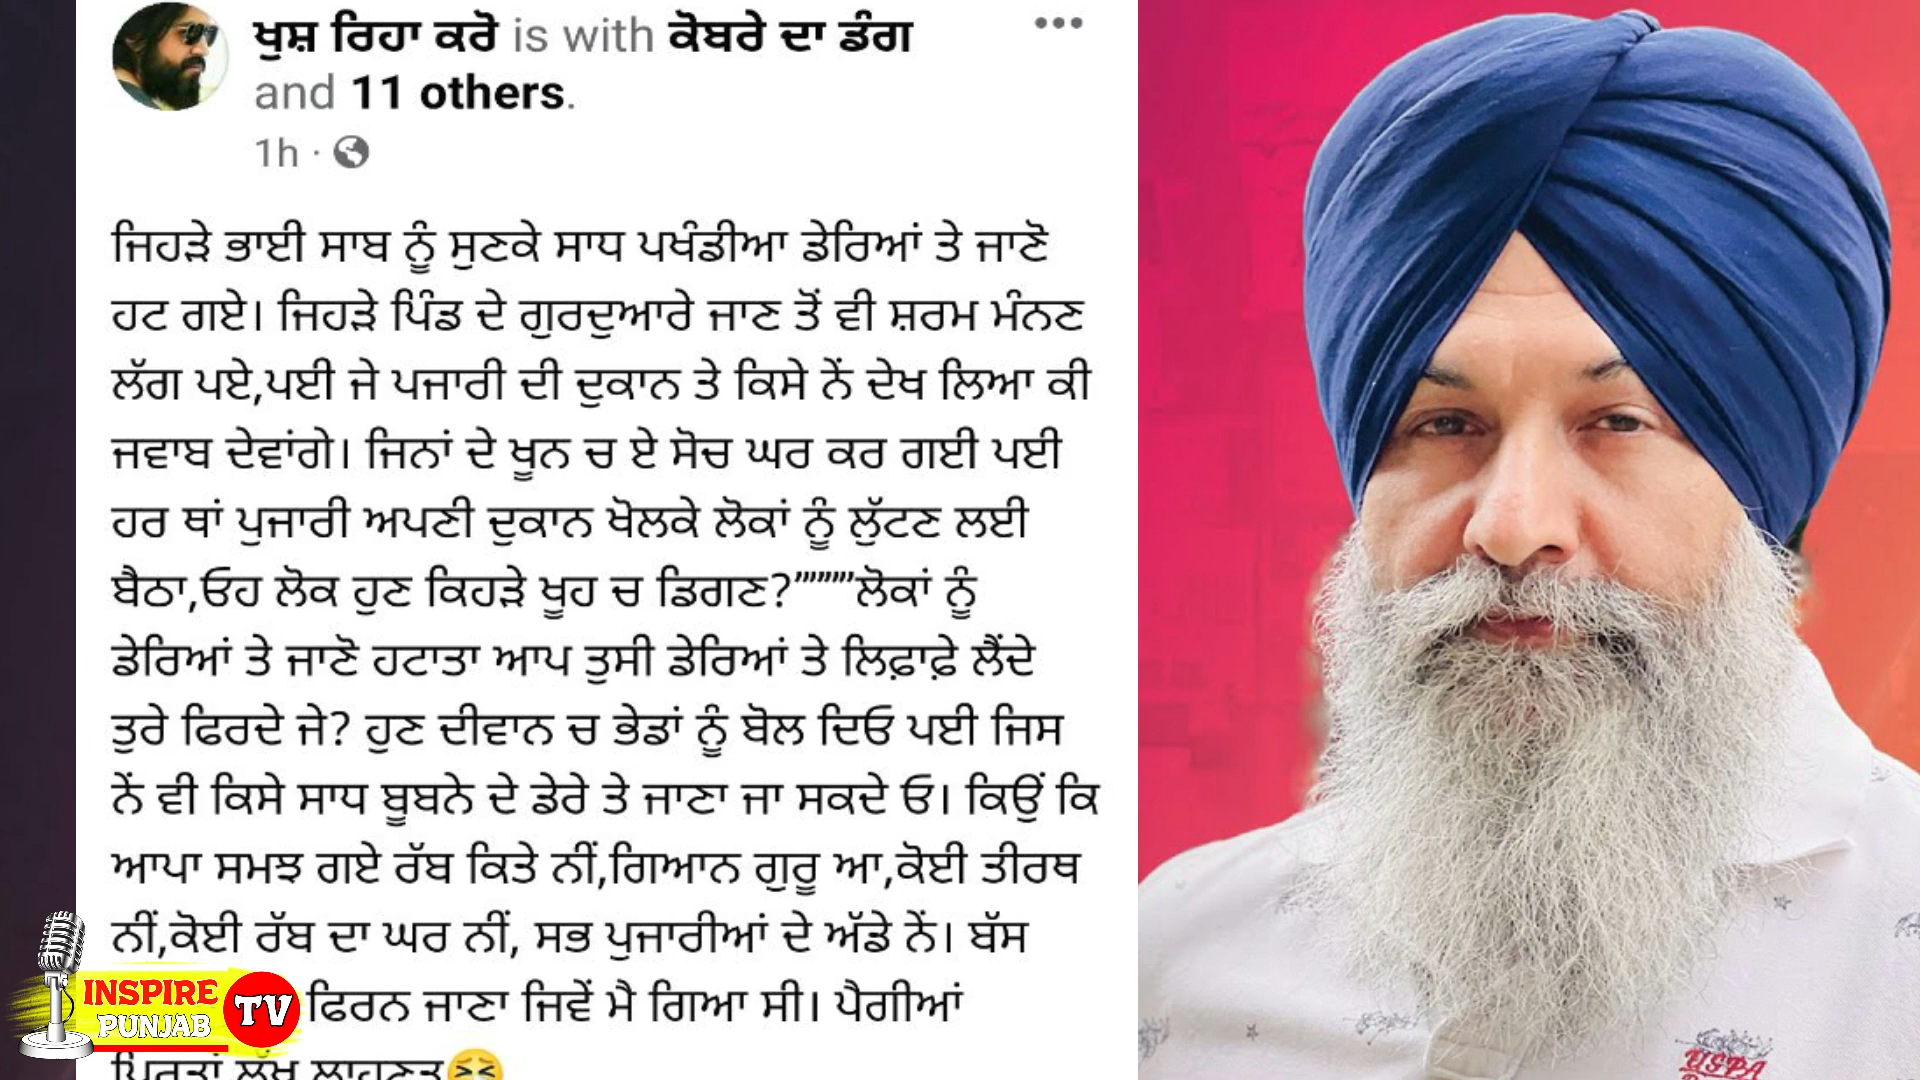 ਖੁਸ਼ ਰਿਹਾ ਕਰੋ is with ਕੋਬਰੇ ਦਾ ਡੰਗ
and 11 others.
1h ·
ਜਿਹੜੇ ਭਾਈ ਸਾਬ ਨੂੰ ਸੁਣਕੇ ਸਾਧ ਪਖੰਡੀਆ ਡੇਰਿਆਂ ਤੇ ਜਾਣੋ
ਹਟ ਗਏ। ਜਿਹੜੇ ਪਿੰਡ ਦੇ ਗੁਰਦੁਆਰੇ ਜਾਣ ਤੋਂ ਵੀ ਸ਼ਰਮ ਮੰਨਣ
ਲੱਗ ਪਏ,ਪਈ ਜੇ ਪਜਾਰੀ ਦੀ ਦੁਕਾਨ ਤੇ ਕਿਸੇ ਨੇਂ ਦੇਖ ਲਿਆ ਕੀ
ਜਵਾਬ ਦੇਵਾਂਗੇ। ਜਿਨਾਂ ਦੇ ਖੂਨ ਚ ਏ ਸੋਚ ਘਰ ਕਰ ਗਈ ਪਈ
ਹਰ ਥਾਂ ਪੁਜਾਰੀ ਅਪਣੀ ਦੁਕਾਨ ਖੋਲਕੇ ਲੋਕਾਂ ਨੂੰ ਲੁੱਟਣ ਲਈ
ਬੈਠਾ,ਓਹ ਲੋਕ ਹੁਣ ਕਿਹੜੇ ਖੂਹ ਚ ਡਿਗਣ?””””ਲੋਕਾਂ ਨੂੰ
ਡੇਰਿਆਂ ਤੇ ਜਾਣੋ ਹਟਾਤਾ ਆਪ ਤੁਸੀ ਡੇਰਿਆਂ ਤੇ ਲਿਫ਼ਾਫ਼ੇ ਲੈਂਦੇ
ਤੁਰੇ ਫਿਰਦੇ ਜੇ? ਹੁਣ ਦੀਵਾਨ ਚ ਭੇਡਾਂ ਨੂੰ ਬੋਲ ਦਿਓ ਪਈ ਜਿਸ
ਨੇਂ ਵੀ ਕਿਸੇ ਸਾਧ ਬੂਬਨੇ ਦੇ ਡੇਰੇ ਤੇ ਜਾਣਾ ਜਾ ਸਕਦੇ ਓ। ਕਿਉਂ ਕਿ
ਆਪਾ ਸਮਝ ਗਏ ਰੱਬ ਕਿਤੇ ਨੀਂ,ਗਿਆਨ ਗੁਰੂ ਆ,ਕੋਈ ਤੀਰਥ
ਨੀਂ,ਕੋਈ ਰੱਬ ਦਾ ਘਰ ਨੀਂ, ਸਭ ਪੁਜਾਰੀਆਂ ਦੇ ਅੱਡੇ ਨੇਂ। ਬੱਸ
ਫਿਰਨ ਜਾਣਾ ਜਿਵੇਂ ਮੈ ਗਿਆ ਸੀ। ਪੈਗੀਆਂ
INSPIRE
PUNJAB
TV
USPA